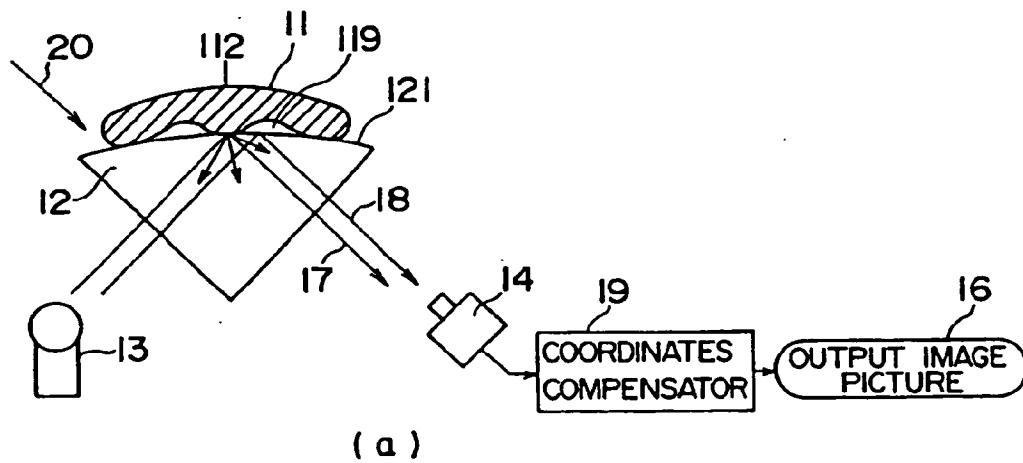 20
112
11
119
121
12
18
17
14
13
19
COORDINATES
COMPENSATOR
16
OUTPUT IMAGE
PICTURE
(a)